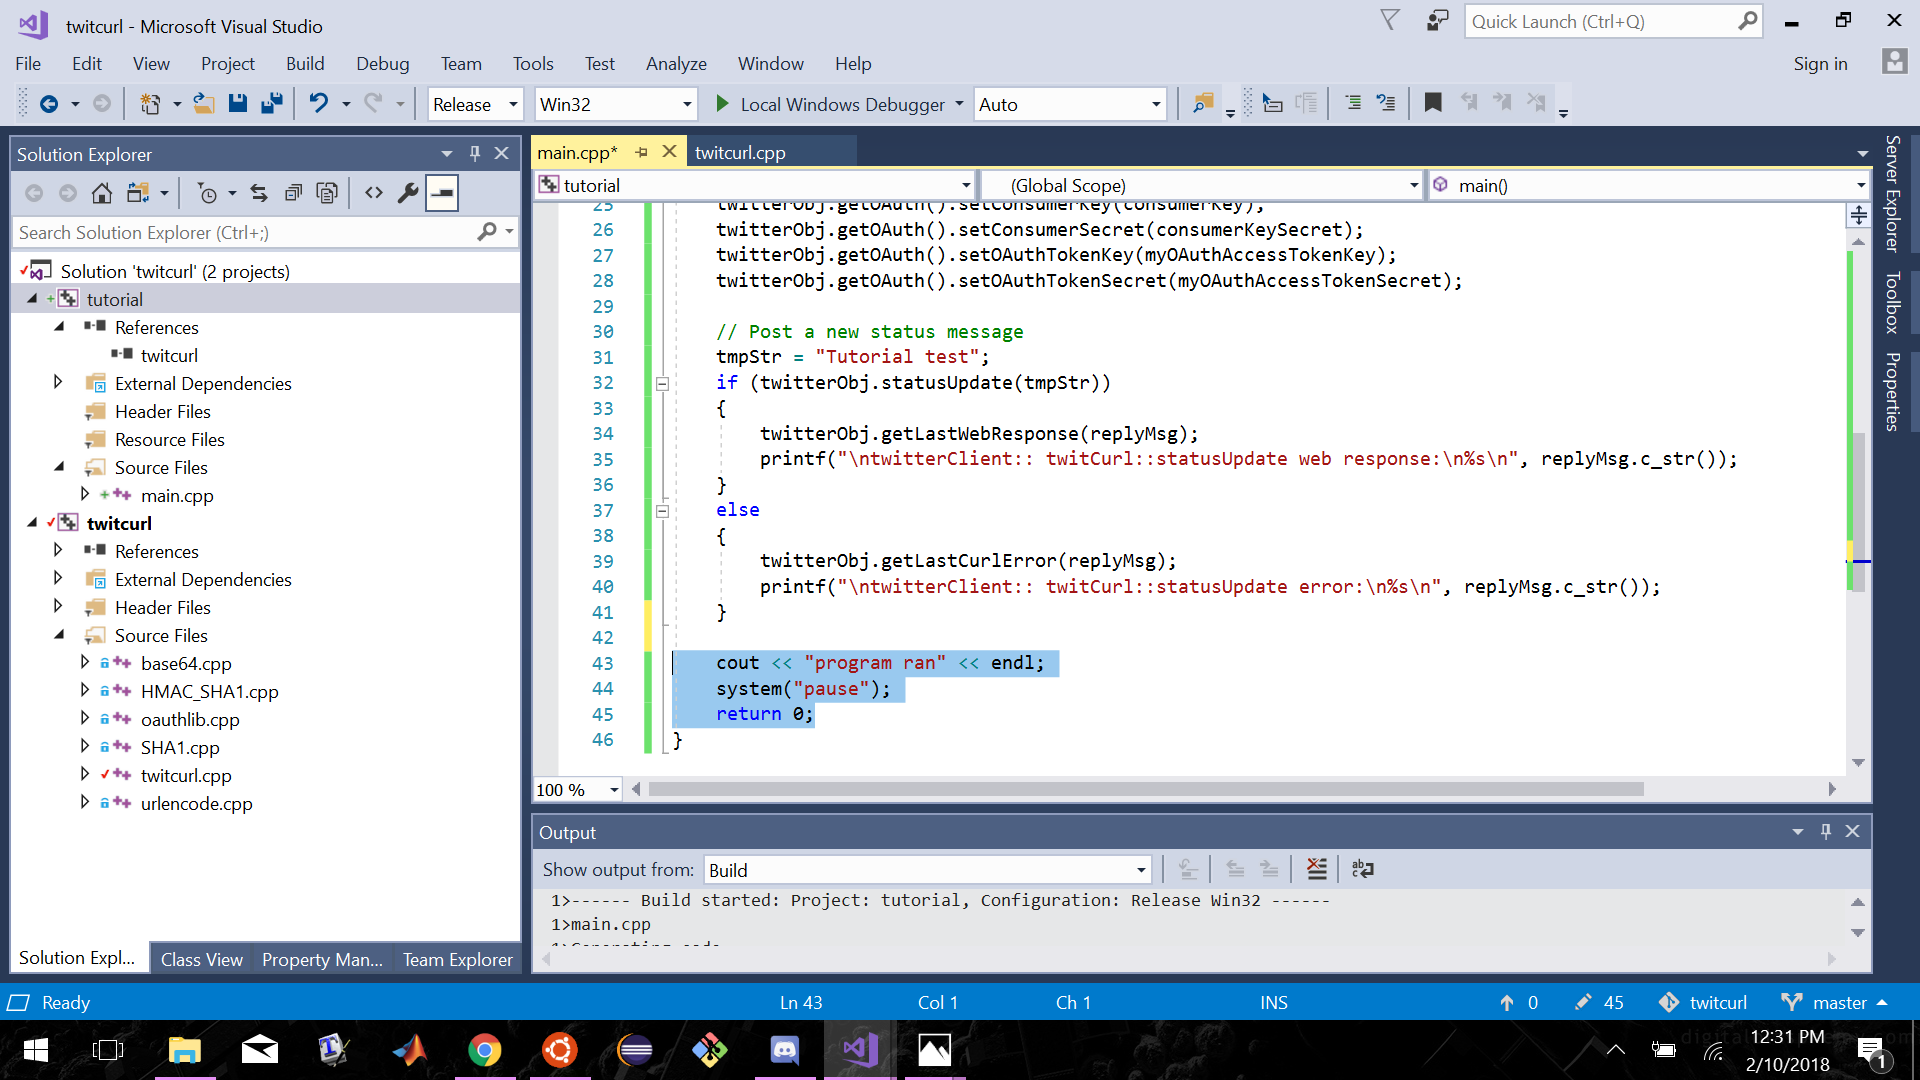 twitcurl - Microsoft Visual Studio
Quick Launch (Ctrl+Q)
File Edit View Project Build Debug Team Tools Test Analyze Window Help
Sign in
Release Win32 Local Windows Debugger Auto
Solution Explorer
Search Solution Explorer (Ctrl+;)
Solution 'twitcurl' (2 projects)
tutorial
References
twitcurl
External Dependencies
Header Files
Resource Files
Source Files
main.cpp
twitcurl
References
External Dependencies
Header Files
Source Files
base64.cpp
HMAC_SHA1.cpp
oauthlib.cpp
SHA1.cpp
twitcurl.cpp
urlencode.cpp
Solution Expl... Class View Property Man... Team Explorer
main.cpp* twitcurl.cpp
tutorial (Global Scope) main()
25 twitterObj.getOAuth().setConsumerKey(consumerKey);
26 twitterObj.getOAuth().setConsumerSecret(consumerKeySecret);
27 twitterObj.getOAuth().setOAuthTokenKey(myOAuthAccessTokenKey);
28 twitterObj.getOAuth().setOAuthTokenSecret(myOAuthAccessTokenSecret);
29
30 // Post a new status message
31 tmpStr = "Tutorial test";
32 if (twitterObj.statusUpdate(tmpStr))
33 {
34 twitterObj.getLastWebResponse(replyMsg);
35 printf("\ntwitterClient:: twitCurl::statusUpdate web response:\n%s\n", replyMsg.c_str());
36 }
37 else
38 {
39 twitterObj.getLastCurlError(replyMsg);
40 printf("\ntwitterClient:: twitCurl::statusUpdate error:\n%s\n", replyMsg.c_str());
41 }
42
43 cout << "program ran" << endl;
44 system("pause");
45 return 0;
46 }
100 %
Output
Show output from: Build
1>------ Build started: Project: tutorial, Configuration: Release Win32 ------
1>main.cpp
1>Generating code
Server Explorer
Toolbox
Properties
Ready Ln 43 Col 1 Ch 1 INS 0 45 twitcurl master
12:31 PM
2/10/2018
1